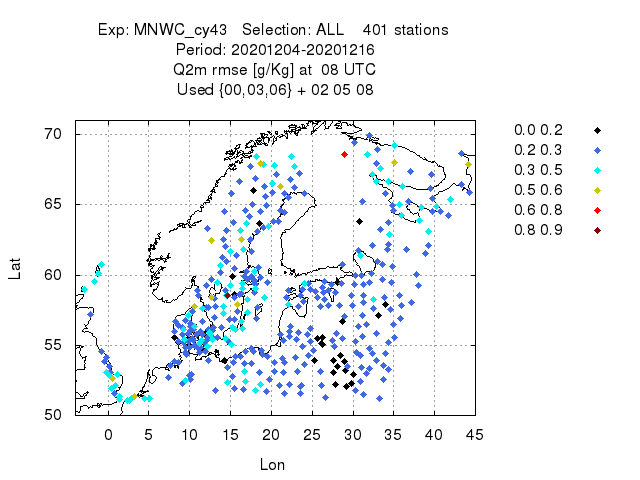 Exp: MNWC_cy43 Selection: ALL 401 stations
Period: 20201204-20201216
Q2m rmse [g/Kg] at 08 UTC
Used {00,03,06} + 02 05 08
70
65
60
55
50
Lat
0 5 10 15 20 25 30 35 40 45
Lon
0.0 0.2
0.2 0.3
0.3 0.5
0.5 0.6
0.6 0.8
0.8 0.9